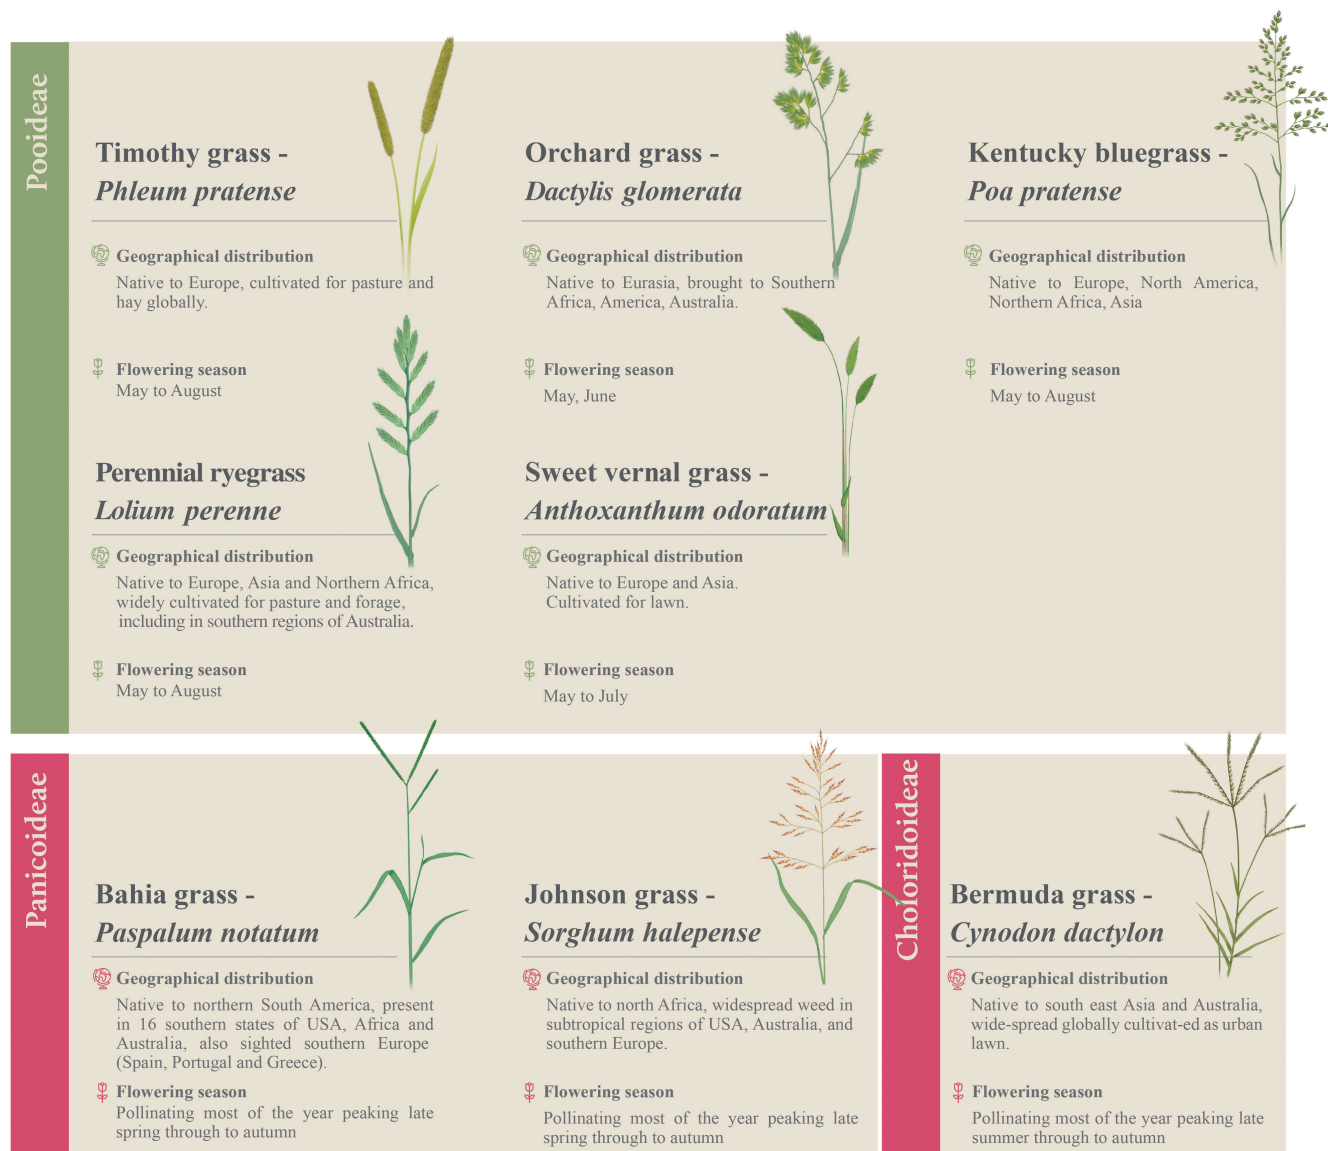 Pooideae
Timothy grass -
Phleum pratense
Geographical distribution
Native to Europe, cultivated for pasture and
hay globally.
Flowering season
May to August
Orchard grass -
Dactylis glomerata
Geographical distribution
Native to Eurasia, brought to Southern
Africa, America, Australia.
Flowering season
May, June
Kentucky bluegrass -
Poa pratense
Geographical distribution
Native to Europe, North America,
Northern Africa, Asia
Flowering season
May to August
Perennial ryegrass
Lolium perenne
Geographical distribution
Native to Europe, Asia and Northern Africa,
widely cultivated for pasture and forage,
including in southern regions of Australia.
Flowering season
May to August
Sweet vernal grass -
Anthoxanthum odoratum
Geographical distribution
Native to Europe and Asia.
Cultivated for lawn.
Flowering season
May to July
Panicoideae
Bahia grass -
Paspalum notatum
Geographical distribution
Native to northern South America, present
in 16 southern states of USA, Africa and
Australia, also sighted southern Europe
(Spain, Portugal and Greece).
Flowering season
Pollinating most of the year peaking late
spring through to autumn
Johnson grass -
Sorghum halepense
Geographical distribution
Native to north Africa, widespread weed in
subtropical regions of USA, Australia, and
southern Europe.
Flowering season
Pollinating most of the year peaking late
spring through to autumn
Choloridoideae
Bermuda grass -
Cynodon dactylon
Geographical distribution
Native to south east Asia and Australia,
wide-spread globally cultivat-ed as urban
lawn.
Flowering season
Pollinating most of the year peaking late
summer through to autumn